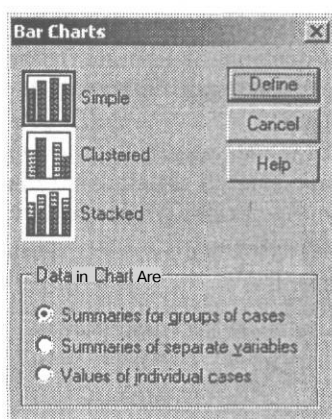 Bar Charts
Simple
Clustered
Stacked
Define
Cancel
Help
Data in Chart Are
Summaries for groups of cases
Summaries of separate variables
Values of individual cases